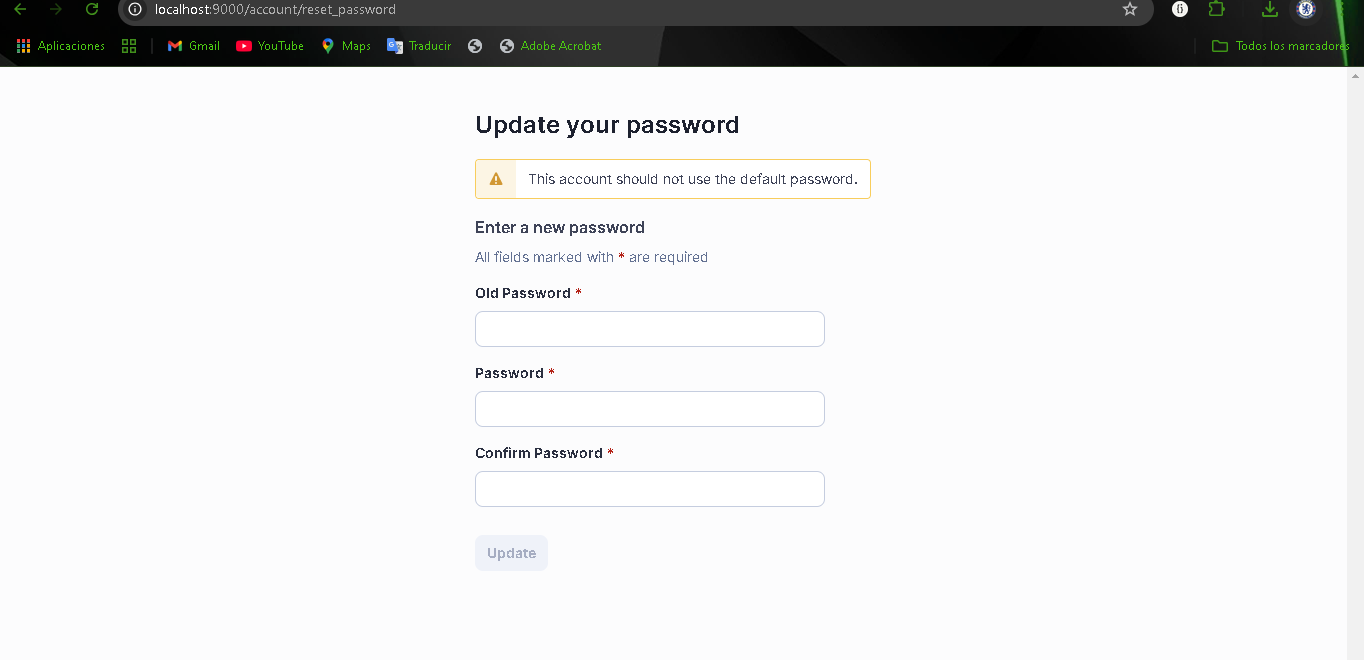 localhost:9000/account/reset_password
Aplicaciones Gmail YouTube Maps Traducir Adobe Acrobat Todos los marcadores
Update your password
This account should not use the default password.
Enter a new password
All fields marked with * are required
Old Password *
Password *
Confirm Password *
Update